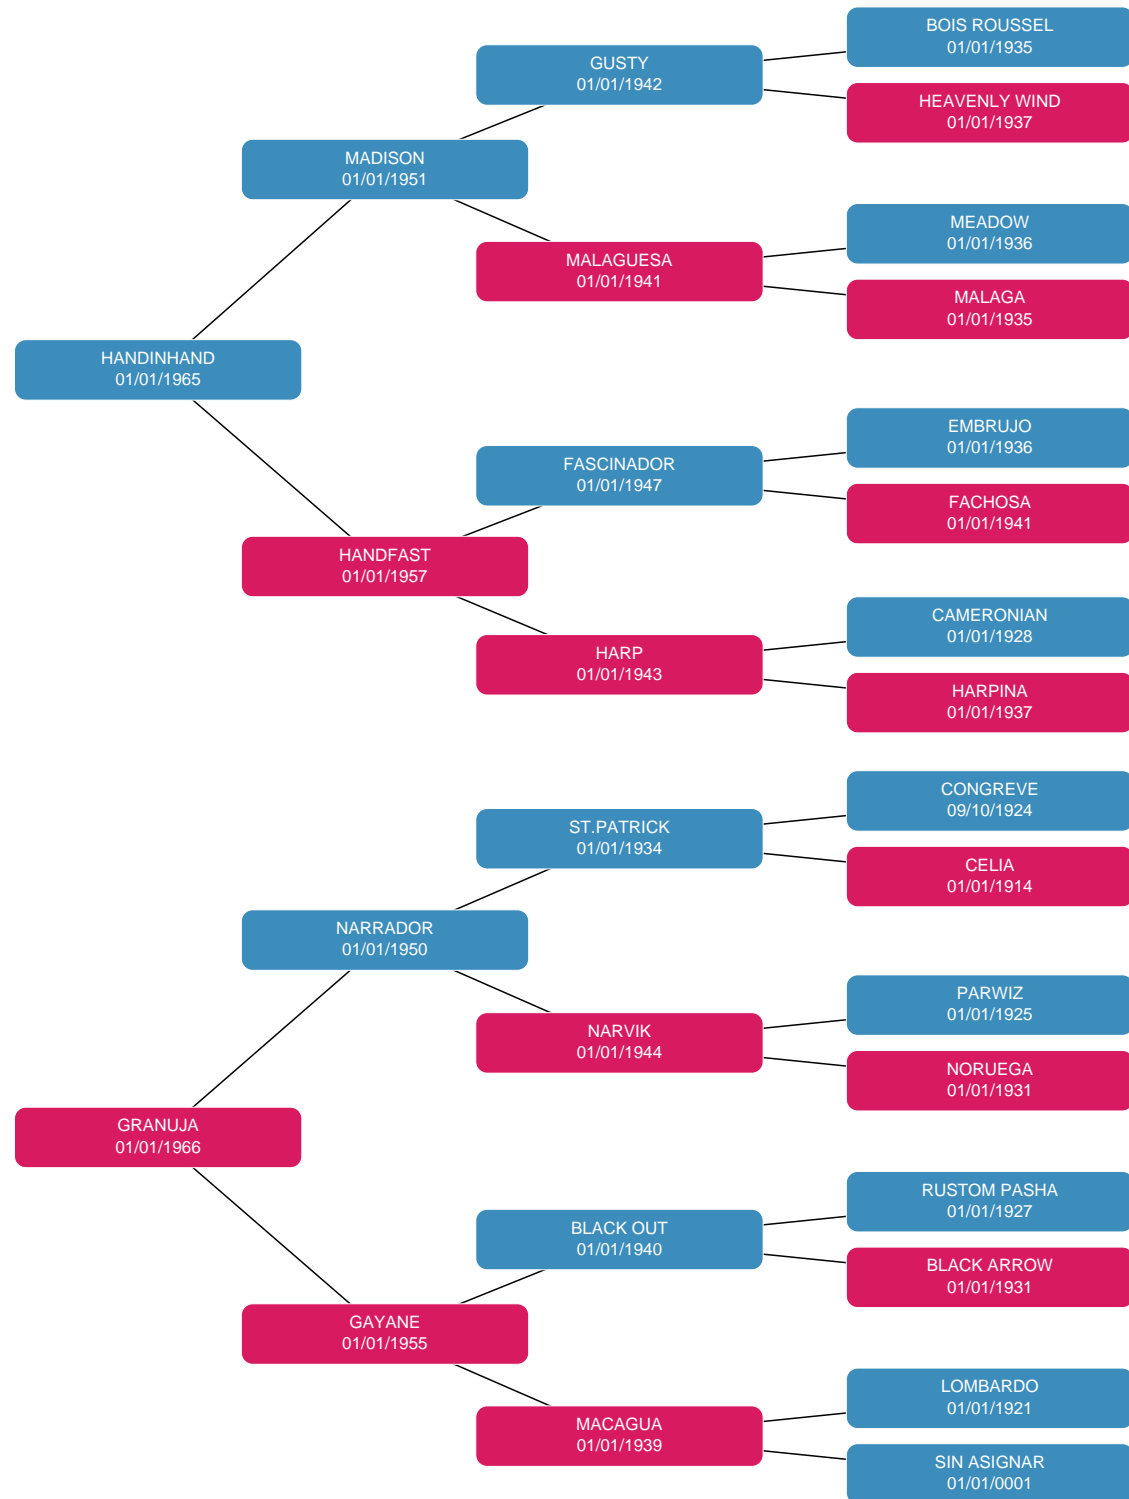 BOIS ROUSSEL
01/01/1935
GUSTY
01/01/1942
HEAVENLY WIND
01/01/1937
MADISON
01/01/1951
MEADOW
01/01/1936
MALAGUESA
01/01/1941
MALAGA
01/01/1935
HANDINHAND
01/01/1965
EMBRUJO
01/01/1936
FASCINADOR
01/01/1947
FACHOSA
01/01/1941
HANDFAST
01/01/1957
CAMERONIAN
01/01/1928
HARP
01/01/1943
HARPINA
01/01/1937
CONGREVE
09/10/1924
ST.PATRICK
01/01/1934
CELIA
01/01/1914
NARRADOR
01/01/1950
PARWIZ
01/01/1925
NARVIK
01/01/1944
NORUEGA
01/01/1931
GRANUJA
01/01/1966
RUSTOM PASHA
01/01/1927
BLACK OUT
01/01/1940
BLACK ARROW
01/01/1931
GAYANE
01/01/1955
LOMBARDO
01/01/1921
MACAGUA
01/01/1939
SIN ASIGNAR
01/01/0001